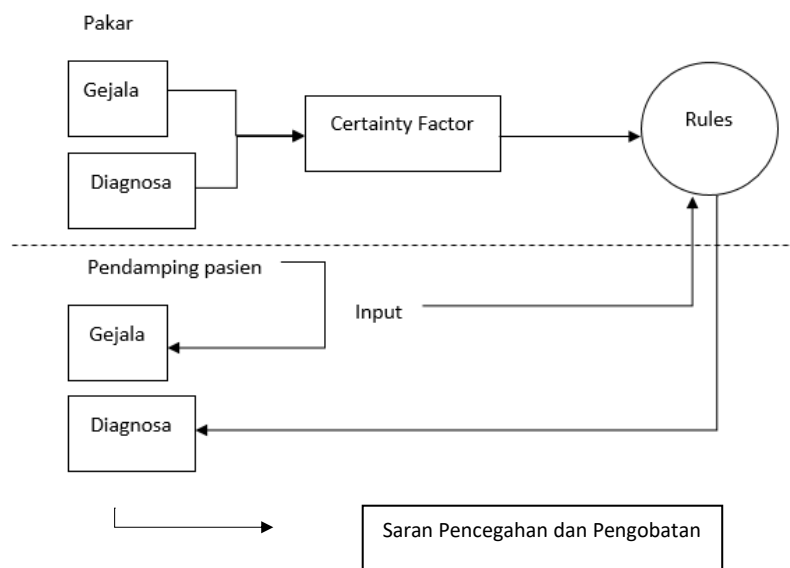 Pakar
Gejala
Certainty Factor
Rules
Diagnosa
Pendamping pasien
Input
Gejala
Diagnosa
Saran Pencegahan dan Pengobatan